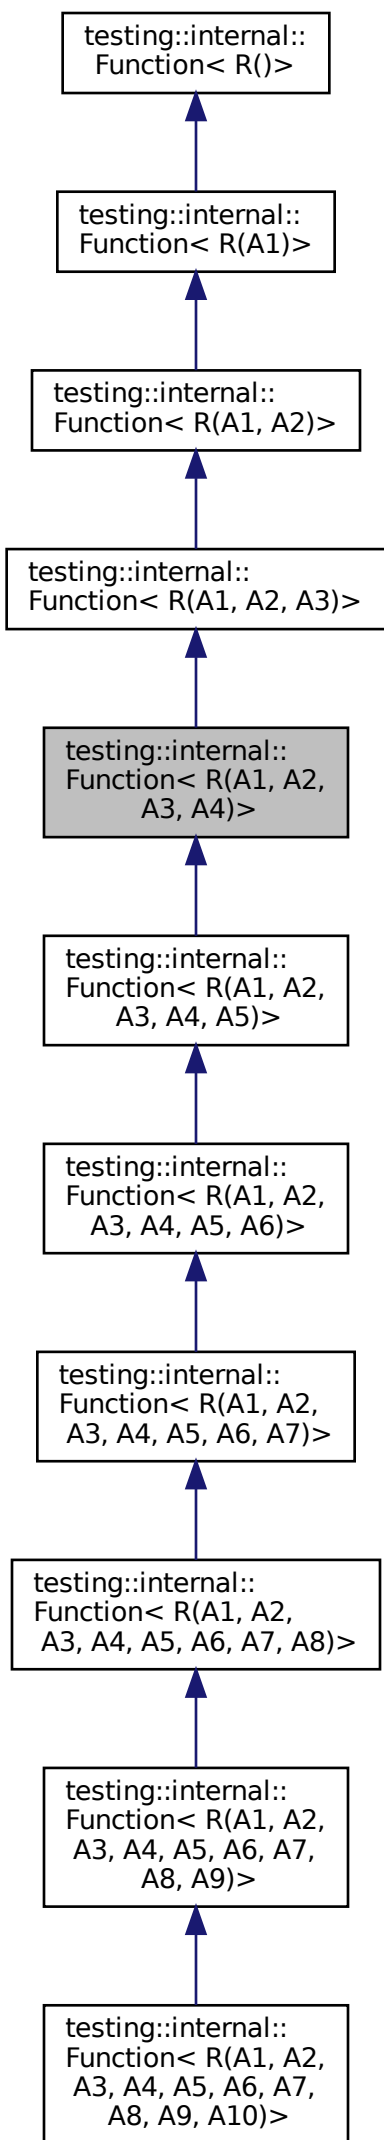 testing::internal::
Function< R()>
testing::internal::
Function< R(A1)>
testing::internal::
Function< R(A1, A2)>
testing::internal::
Function< R(A1, A2, A3)>
testing::internal::
Function< R(A1, A2,
A3, A4)>
testing::internal::
Function< R(A1, A2,
A3, A4, A5)>
testing::internal::
Function< R(A1, A2,
A3, A4, A5, A6)>
testing::internal::
Function< R(A1, A2,
A3, A4, A5, A6, A7)>
testing::internal::
Function< R(A1, A2,
A3, A4, A5, A6, A7, A8)>
testing::internal::
Function< R(A1, A2,
A3, A4, A5, A6, A7,
A8, A9)>
testing::internal::
Function< R(A1, A2,
A3, A4, A5, A6, A7,
A8, A9, A10)>